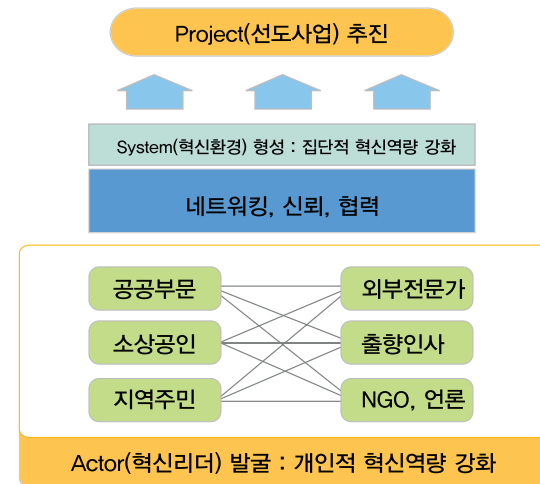 Project(선도사업) 추진
System(혁신환경) 형성 : 집단적 혁신역량 강화
네트워킹, 신뢰, 협력
공공부문 외부전문가
소상공인 출향인사
지역주민 NGO, 언론
Actor(혁신리더) 발굴 : 개인적 혁신역량 강화